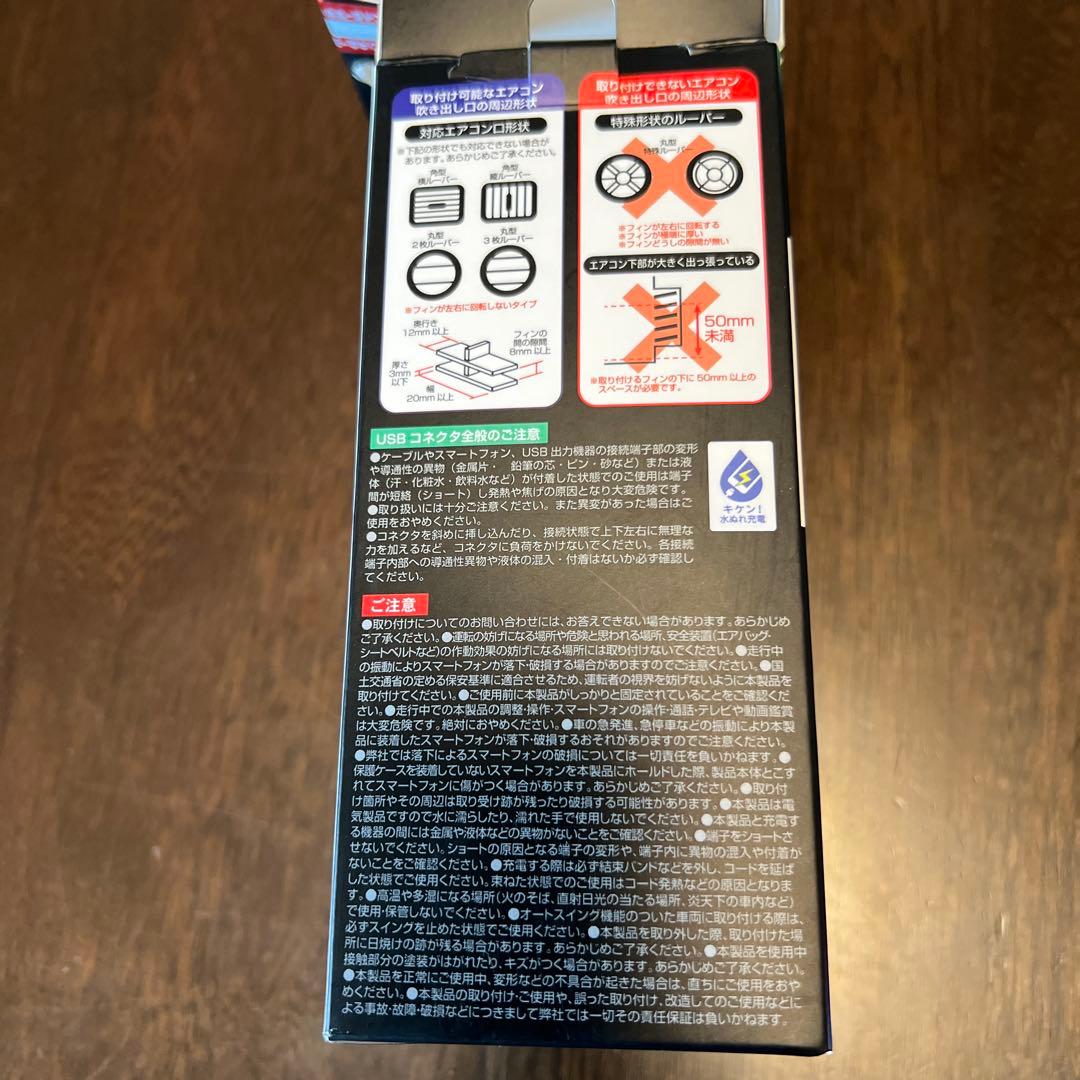 取り付け可能なエアコン
吹き出し口の周辺形状
対応エアコン口形状
※下記の形状でも対応できない場合が
あります。あらかじめご了承ください。
角型
横ルーバー
角型
縦ルーバー
丸型
2枚ルーバー
丸型
3枚ルーバー
※フィンが左右に回転しないタイプ
奥行き
12mm以上
フィンの
間の隙間
8mm以上
厚さ
3mm
以下
幅
20mm以上
取り付けできないエアコン
吹き出し口の周辺形状
特殊形状のルーバー
丸型
特殊ルーバー
※フィンが左右に回転する
※フィンが極端に厚い
※フィンどうしの隙間が無い
エアコン下部が大きく出っ張っている
50mm
未満
※取り付けるフィンの下に50mm以上の
スペースが必要です。
USBコネクタ全般のご注意
●ケーブルやスマートフォン、USB出力機器の接続端子部の変形
や導通性の異物（金属片・　鉛筆の芯・ピン・砂など）または液
体（汗・化粧水・飲料水など）が付着した状態でのご使用は端子
間が短絡（ショート）し発熱や焦げの原因となり大変危険です。
●取り扱いには十分ご注意ください。また異変があった場合はご
使用をおやめください。
●コネクタを斜めに挿し込んだり、接続状態で上下左右に無理な
力を加えるなど、コネクタに負荷をかけないでください。各接続
端子内部への導通性異物や液体の混入・付着はないか必ず確認し
てください。
キケン！
水ぬれ充電
ご注意
●取り付けについてのお問い合わせには、お答えできない場合があります。あらかじめ
ご了承ください。●運転の妨げになる場所や危険と思われる場所、安全装置（エアバッグ・
シートベルトなど）の作動効果の妨げになる場所には取り付けないでください。●走行中
の振動によりスマートフォンが落下・破損する場合がありますのでご注意ください。●国
土交通省の定める保安基準に適合させるため、運転者の視界を妨げないように本製品を
取り付けてください。●ご使用前に本製品がしっかりと固定されていることをご確認くだ
さい。●走行中での本製品の調整・操作・スマートフォンの操作・通話・テレビや動画鑑賞
は大変危険です。絶対におやめください。●車の急発進、急停車などの振動により本製
品に装着したスマートフォンが落下・破損するおそれがありますのでご注意ください。
●弊社では落下によるスマートフォンの破損については一切責任を負いかねます。●
保護ケースを装着していないスマートフォンを本製品にホールドした際、製品本体とこす
れてスマートフォンに傷がつく場合があります。あらかじめご了承ください。●取り付
け箇所やその周辺は取り受け跡が残ったり破損する可能性があります。●本製品は電
気製品ですので水に濡らしたり、濡れた手で使用しないでください。●本製品と充電す
る機器の間には金属や液体などの異物がないことをご確認ください。●端子をショートさ
せないでください。ショートの原因となる端子の変形や、端子内に異物の混入や付着が
ないことをご確認ください。●充電する際は必ず結束バンドなどを外し、コードを延ば
した状態でご使用ください。束ねた状態でのご使用はコード発熱などの原因となりま
す。●高温や多湿になる場所（火のそば、直射日光の当たる場所、炎天下の車内など）
で使用・保管しないでください。●オートスイング機能のついた車両に取り付ける際は、
必ずスイングを止めた状態でご使用ください。●本製品を取り外した際、取り付けた場
所に日焼けの跡が残る場合があります。あらかじめご了承ください。●本製品を使用中
接触部分の塗装がはがれたり、キズがつく場合があります。あらかじめご了承ください。
●本製品を正常にご使用中、変形などの不具合が起きた場合は、直ちにご使用をおや
めください。●本製品の取り付け・ご使用や、誤った取り付け、改造してのご使用などに
よる事故・故障・破損などにつきまして弊社では一切その責任保証は負いかねます。